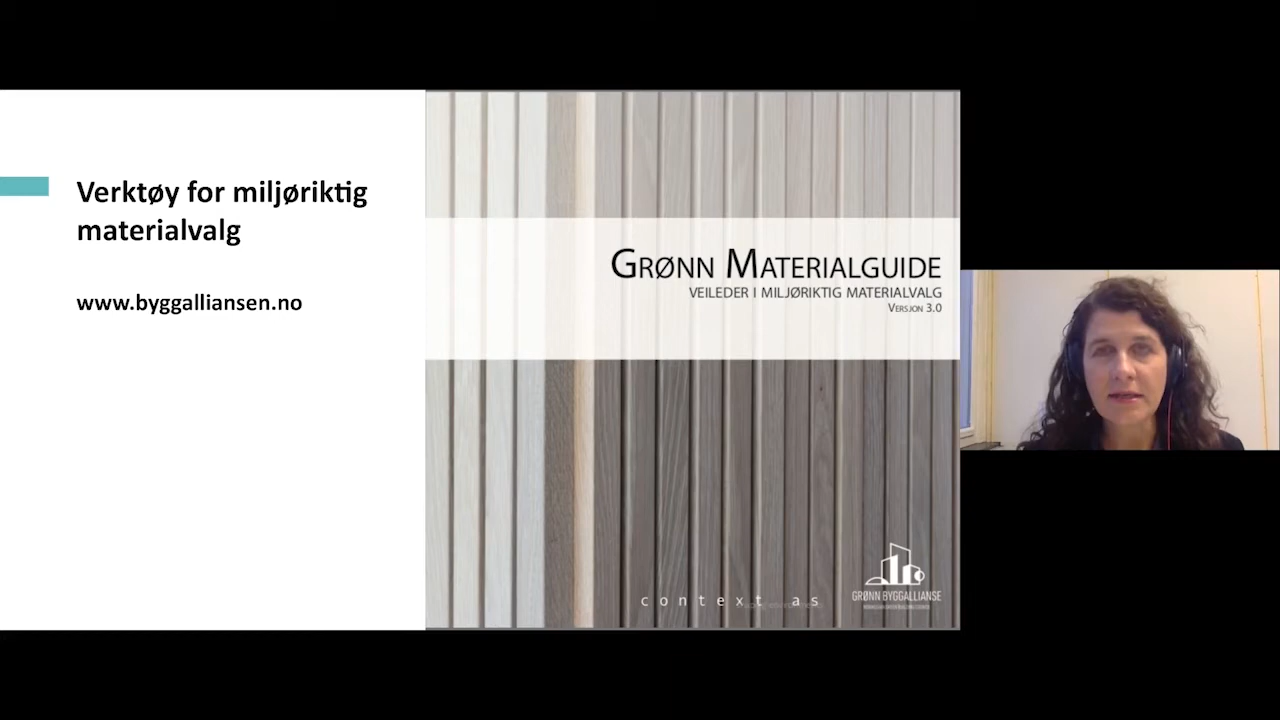 Verktøy for miljøriktig
materialvalg
www.byggalliansen.no
GRØNN MATERIALGUIDE
VEILEDER I MILJØRIKTIG MATERIALVALG
VERSJON 3.0
context as
GRØNN BYGGALLIANSE